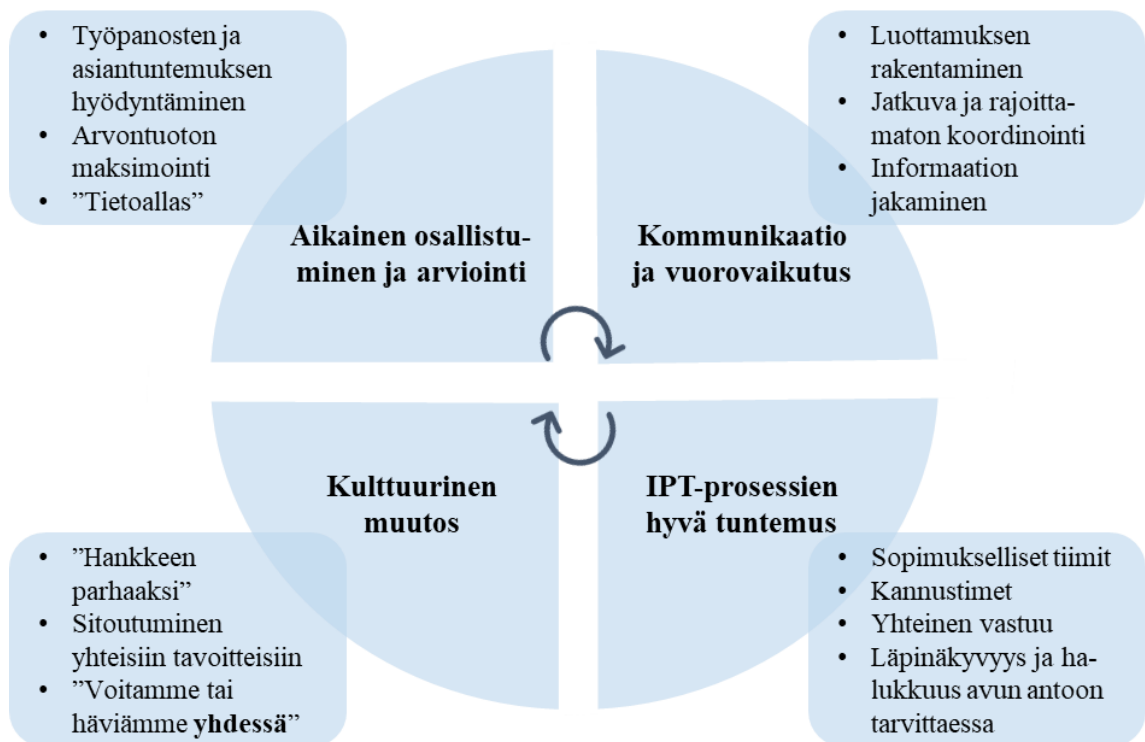 • Työpanosten ja
asiantuntemuksen
hyödyntäminen
• Arvontuoton
maksimointi
• ”Tietoallas”
• Luottamuksen
rakentaminen
• Jatkuva ja rajoitta-
maton koordinointi
• Informaation
jakaminen
Aikainen osallistu-
minen ja arviointi
Kommunikaatio
ja vuorovaikutus
Kulttuurinen
muutos
IPT-prosessien
hyvä tuntemus
• ”Hankkeen
parhaaksi”
• Sitoutuminen
yhteisiin tavoitteisiin
• ”Voitamme tai
häviämme yhdessä”
• Sopimukselliset tiimit
• Kannustimet
• Yhteinen vastuu
• Läpinäkyvyys ja ha-
lukkuus avun antoon
tarvittaessa